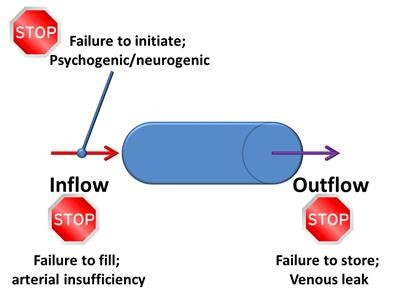 STOP
Failure to initiate;
Psychogenic/neurogenic
Inflow
Outflow
STOP
STOP
Failure to fill;
arterial insufficiency
Failure to store;
Venous leak